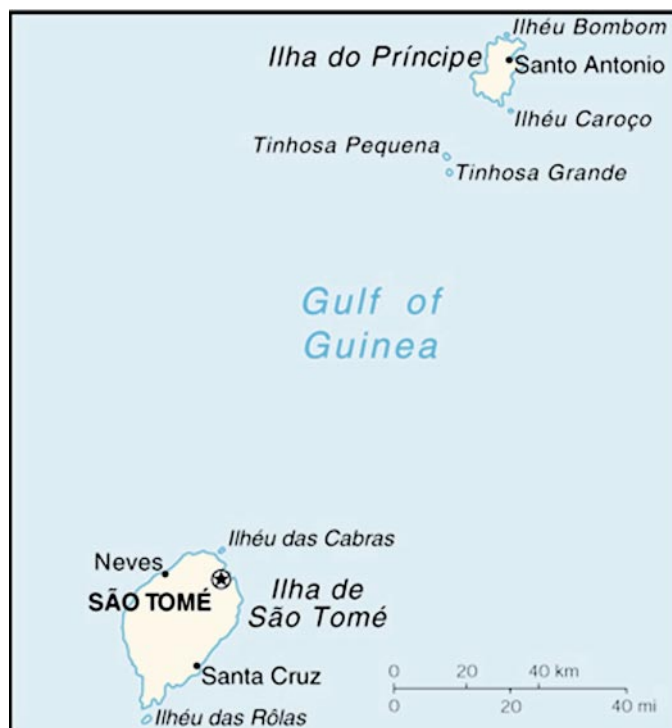 Ilhéu Bombom
Ilha do Príncipe
Santo Antonio
Ilhéu Caroço
Tinhosa Pequena
Tinhosa Grande
Gulf of
Guinea
Ilhéu das Cabras
Neves
SÃO TOMÉ
Ilha de
São Tomé
Santa Cruz
Ilhéu das Rôlas
0 20 40 km
0 20 40 mi